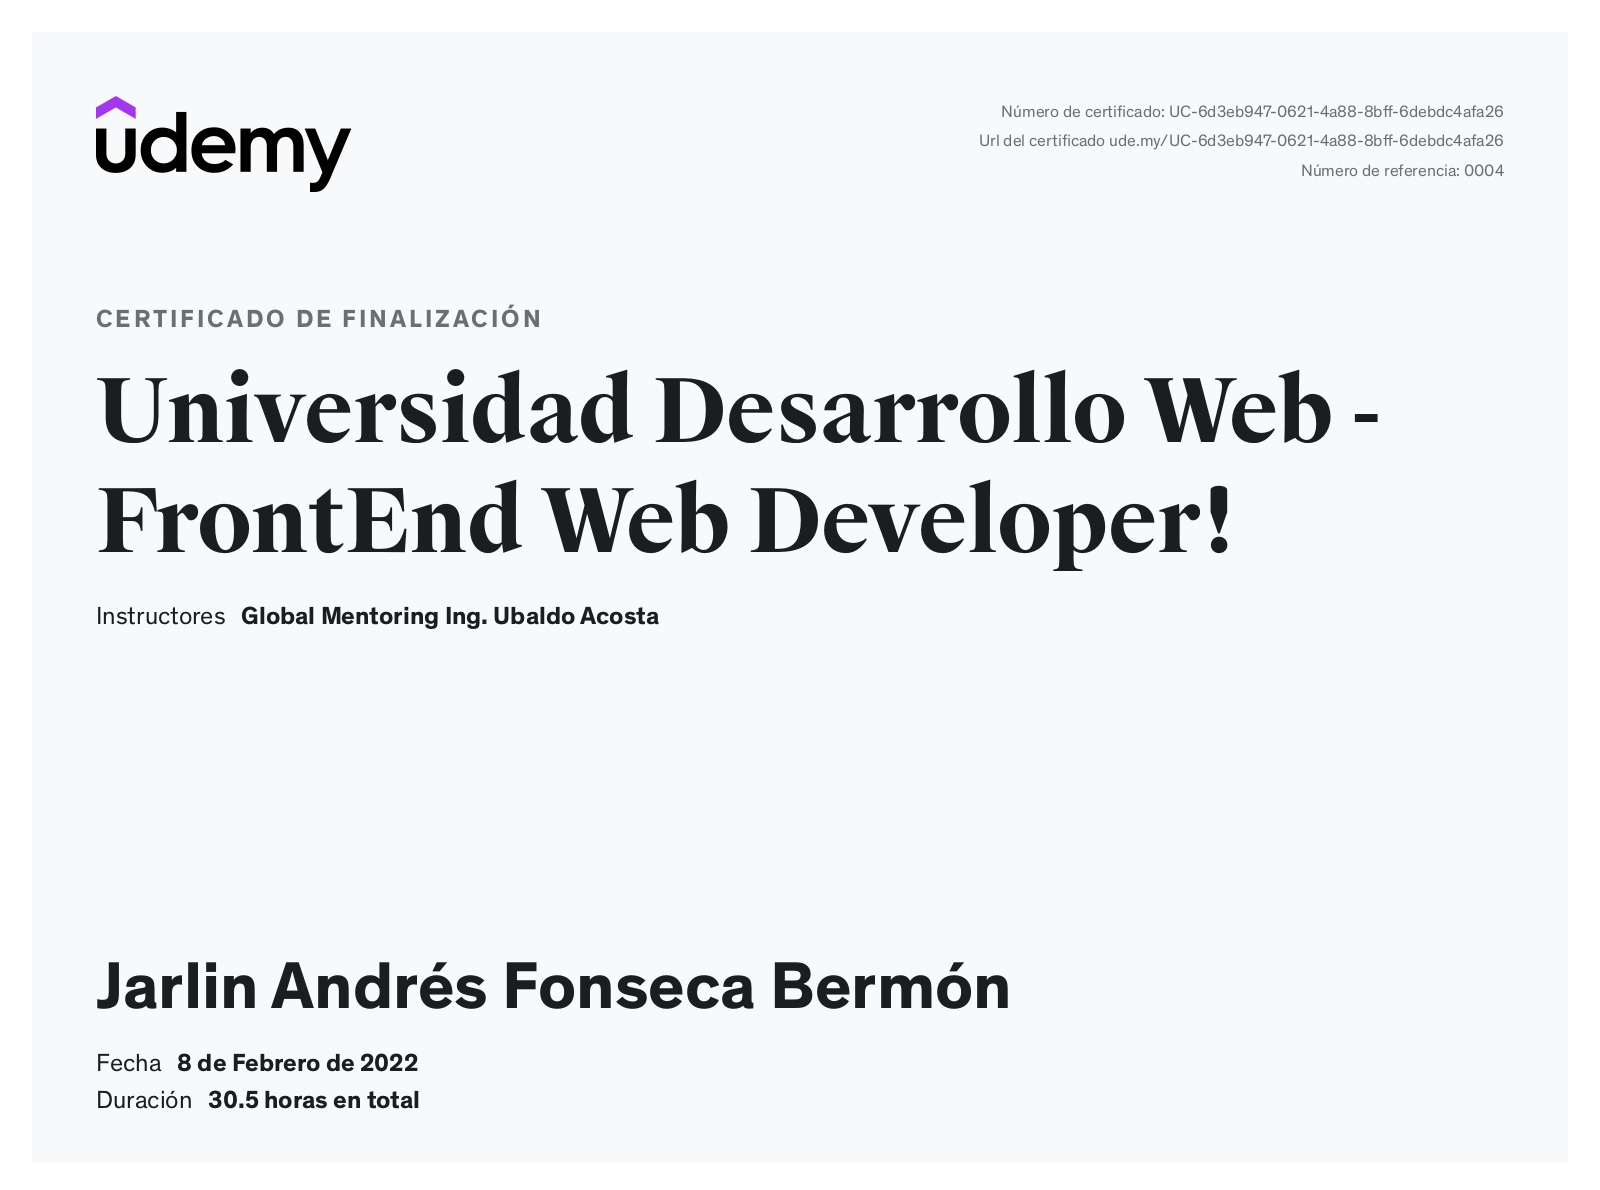 udemy
Número de certificado: UC-6d3eb947-0621-4a88-8bff-6debdc4afa26
Url del certificado ude.my/UC-6d3eb947-0621-4a88-8bff-6debdc4afa26
Número de referencia: 0004
CERTIFICADO DE FINALIZACIÓN
Universidad Desarrollo Web -
FrontEnd Web Developer!
Instructores Global Mentoring Ing. Ubaldo Acosta
Jarlin Andrés Fonseca Bermón
Fecha 8 de Febrero de 2022
Duración 30.5 horas en total